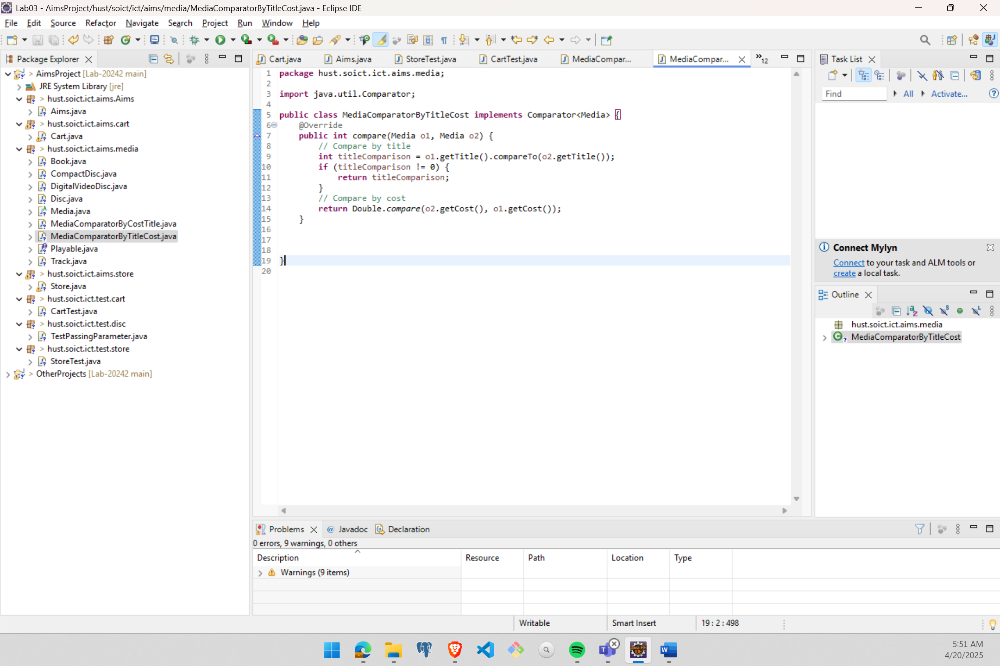 Lab03 - AimsProject/hust/soict/ict/aims/media/MediaComparatorByTitleCost.java - Eclipse IDE
File Edit Source Refactor Navigate Search Project Run Window Help
Package Explorer
> AimsProject [Lab-20242 main]
JRE System Library [jre]
> hust.soict.ict.aims.Aims
Aims.java
> hust.soict.ict.aims.cart
Cart.java
> hust.soict.ict.aims.media
Book.java
CompactDisc.java
DigitalVideoDisc.java
Disc.java
Media.java
MediaComparatorByCostTitle.java
MediaComparatorByTitleCost.java
Playable.java
Track.java
> hust.soict.ict.aims.store
Store.java
> hust.soict.ict.test.cart
CartTest.java
> hust.soict.ict.test.disc
TestPassingParameter.java
> hust.soict.ict.test.store
StoreTest.java
> OtherProjects [Lab-20242 main]
Cart.java Aims.java StoreTest.java CartTest.java MediaCompar... MediaCompar... »12
1 package hust.soict.ict.aims.media;
2
3 import java.util.Comparator;
4
5 public class MediaComparatorByTitleCost implements Comparator<Media> {
6 @Override
7 public int compare(Media o1, Media o2) {
8 // Compare by title
9 int titleComparison = o1.getTitle().compareTo(o2.getTitle());
10 if (titleComparison != 0) {
11 return titleComparison;
12 }
13 // Compare by cost
14 return Double.compare(o2.getCost(), o1.getCost());
15 }
16
17
18
19 }
20
Task List
Find All Activate...
Connect Mylyn
Connect to your task and ALM tools or
create a local task.
Outline
hust.soict.ict.aims.media
MediaComparatorByTitleCost
Problems @ Javadoc Declaration
0 errors, 9 warnings, 0 others
Description Resource Path Location Type
Warnings (9 items)
Writable Smart Insert 19 : 2 : 498
5:51 AM
4/20/2025